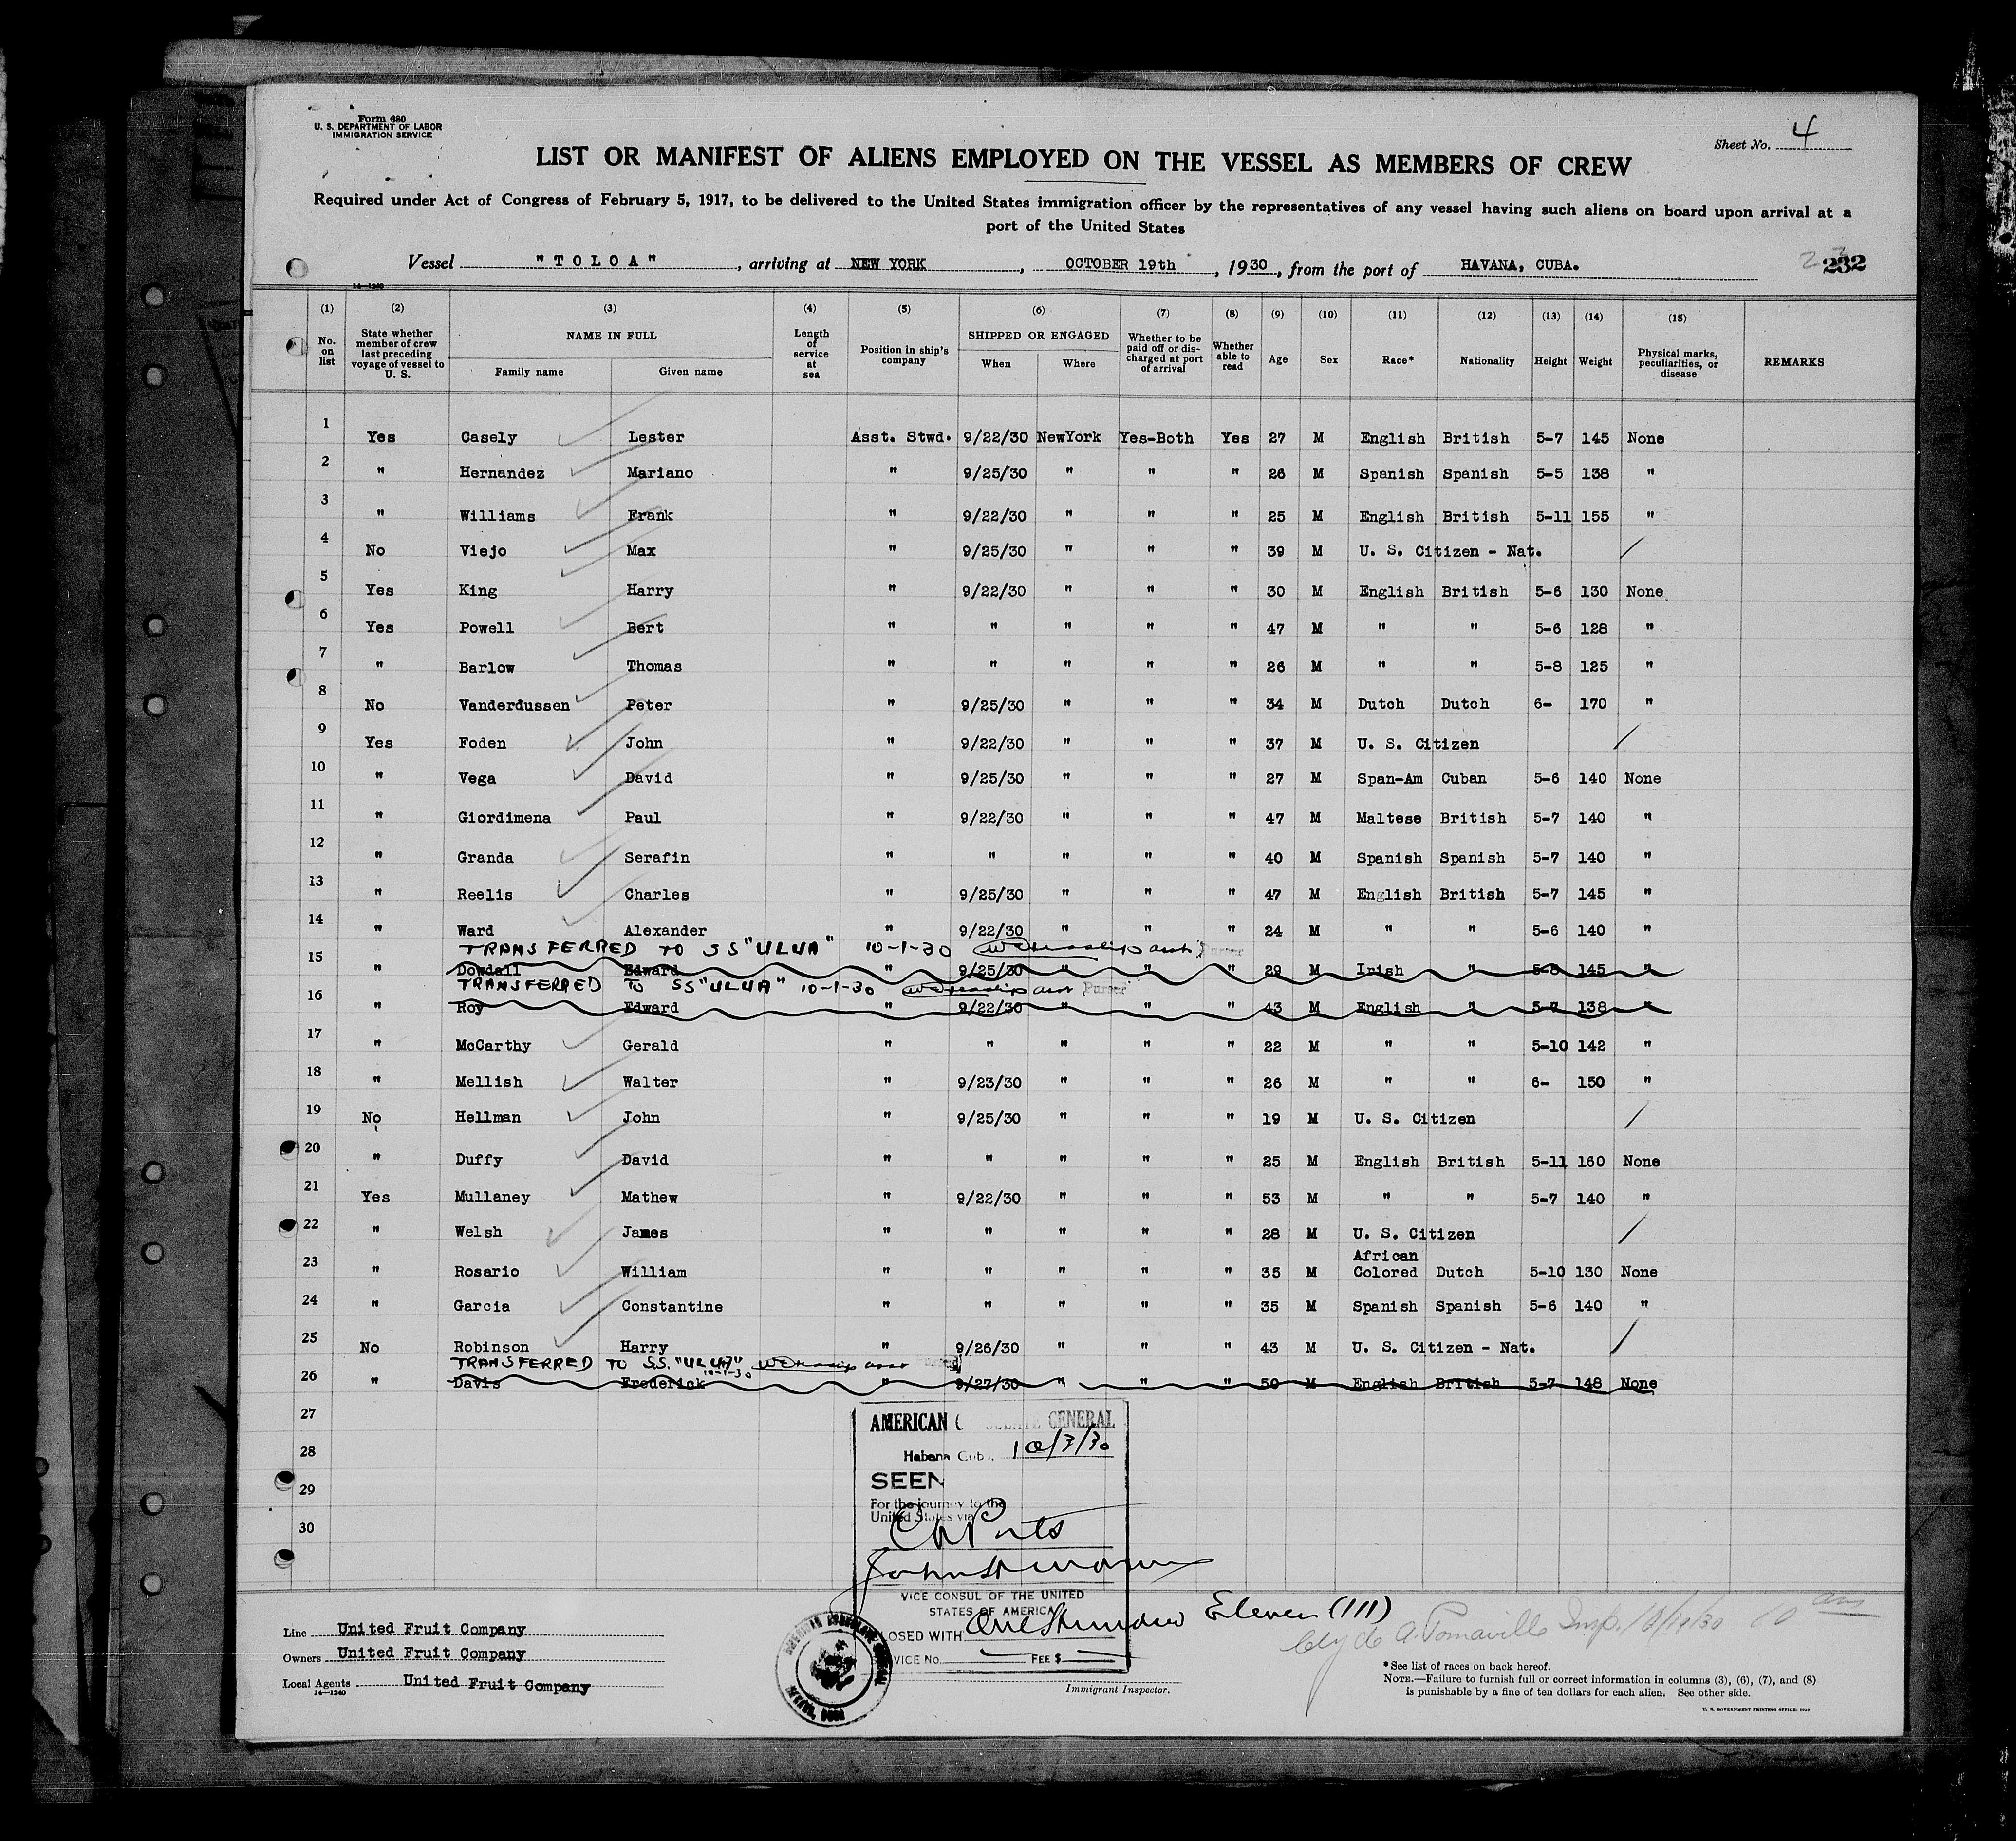 Form 680
U. S. DEPARTMENT OF LABOR
IMMIGRATION SERVICE
Sheet No. 4
LIST OR MANIFEST OF ALIENS EMPLOYED ON THE VESSEL AS MEMBERS OF CREW
Required under Act of Congress of February 5, 1917, to be delivered to the United States immigration officer by the representatives of any vessel having such aliens on board upon arrival at a
port of the United States
Vessel "TOLOA", arriving at NEW YORK, OCTOBER 19th, 1930, from the port of HAVANA, CUBA.
232
14—1240
(1) (2) (3) (4) (5) (6) (7) (8) (9) (10) (11) (12) (13) (14) (15)
No. on list State whether member of crew last preceding voyage of vessel to U. S. NAME IN FULL Family name Given name Length of service at sea Position in ship's company SHIPPED OR ENGAGED When Where Whether to be paid off or discharged at port of arrival Whether able to read Age Sex Race* Nationality Height Weight Physical marks, peculiarities, or disease REMARKS
1 Yes Casely Lester Asst. Stwd. 9/22/30 NewYork Yes-Both Yes 27 M English British 5-7 145 None
2 " Hernandez Mariano " 9/25/30 " " " 26 M Spanish Spanish 5-5 138 "
3 " Williams Frank " 9/22/30 " " " 25 M English British 5-11 155 "
4 No Viejo Max " 9/25/30 " " " 39 M U. S. Citizen - Nat.
5 Yes King Harry " 9/22/30 " " " 30 M English British 5-6 130 None
6 Yes Powell Bert " " " " " 47 M " " 5-6 128 "
7 " Barlow Thomas " " " " " 26 M " " 5-8 125 "
8 No Vanderdussen Peter " 9/25/30 " " " 34 M Dutch Dutch 6- 170 "
9 Yes Foden John " 9/22/30 " " " 37 M U. S. Citizen
10 " Vega David " 9/25/30 " " " 27 M Span-Am Cuban 5-6 140 None
11 " Giordimena Paul " 9/22/30 " " " 47 M Maltese British 5-7 140 "
12 " Granda Serafin " " " " " 40 M Spanish Spanish 5-7 140 "
13 " Reelis Charles " 9/25/30 " " " 47 M English British 5-7 145 "
14 " Ward Alexander " 9/22/30 " " " 24 M " " 5-6 140 "
TRANSFERRED TO SS "ULUA" 10-1-30 asst Purser
15 " Dowdall Edward " 9/25/30 " " " 29 M Irish " 5-8 145 "
TRANSFERRED TO SS "ULUA" 10-1-30 asst Purser
16 " Roy Edward " 9/22/30 " " " 43 M English " 5-7 138 "
17 " McCarthy Gerald " " " " " 22 M " " 5-10 142 "
18 " Mellish Walter " 9/23/30 " " " 26 M " " 6- 150 "
19 No Hellman John " 9/25/30 " " " 19 M U. S. Citizen
20 " Duffy David " " " " " 25 M English British 5-11 160 None
21 Yes Mullaney Mathew " 9/22/30 " " " 53 M " " 5-7 140 "
22 " Welsh James " " " " " 28 M U. S. Citizen
23 " Rosario William " " " " " 35 M African Colored Dutch 5-10 130 None
24 " Garcia Constantine " " " " " 35 M Spanish Spanish 5-6 140 "
25 No Robinson Harry " 9/26/30 " " " 43 M U. S. Citizen - Nat.
TRANSFERRED TO S.S. "ULUA" 10-1-30 asst
26 " Davis Frederick " 9/27/30 " " " 50 M English British 5-7 148 None
27
28
29
30
AMERICAN GENERAL
Habana Cuba. 10/3/30
SEEN
For the journey to the
United States via
VICE CONSUL OF THE UNITED
STATES OF AMERICA
LOSED WITH One Hundred Eleven (111)
VICE No. FEE $
Clyde A. Pomaville Insp. 10/19/30
Line United Fruit Company
Owners United Fruit Company
Local Agents United Fruit Company
14—1240
Immigrant Inspector.
*See list of races on back hereof.
NOTE.—Failure to furnish full or correct information in columns (3), (6), (7), and (8)
is punishable by a fine of ten dollars for each alien. See other side.